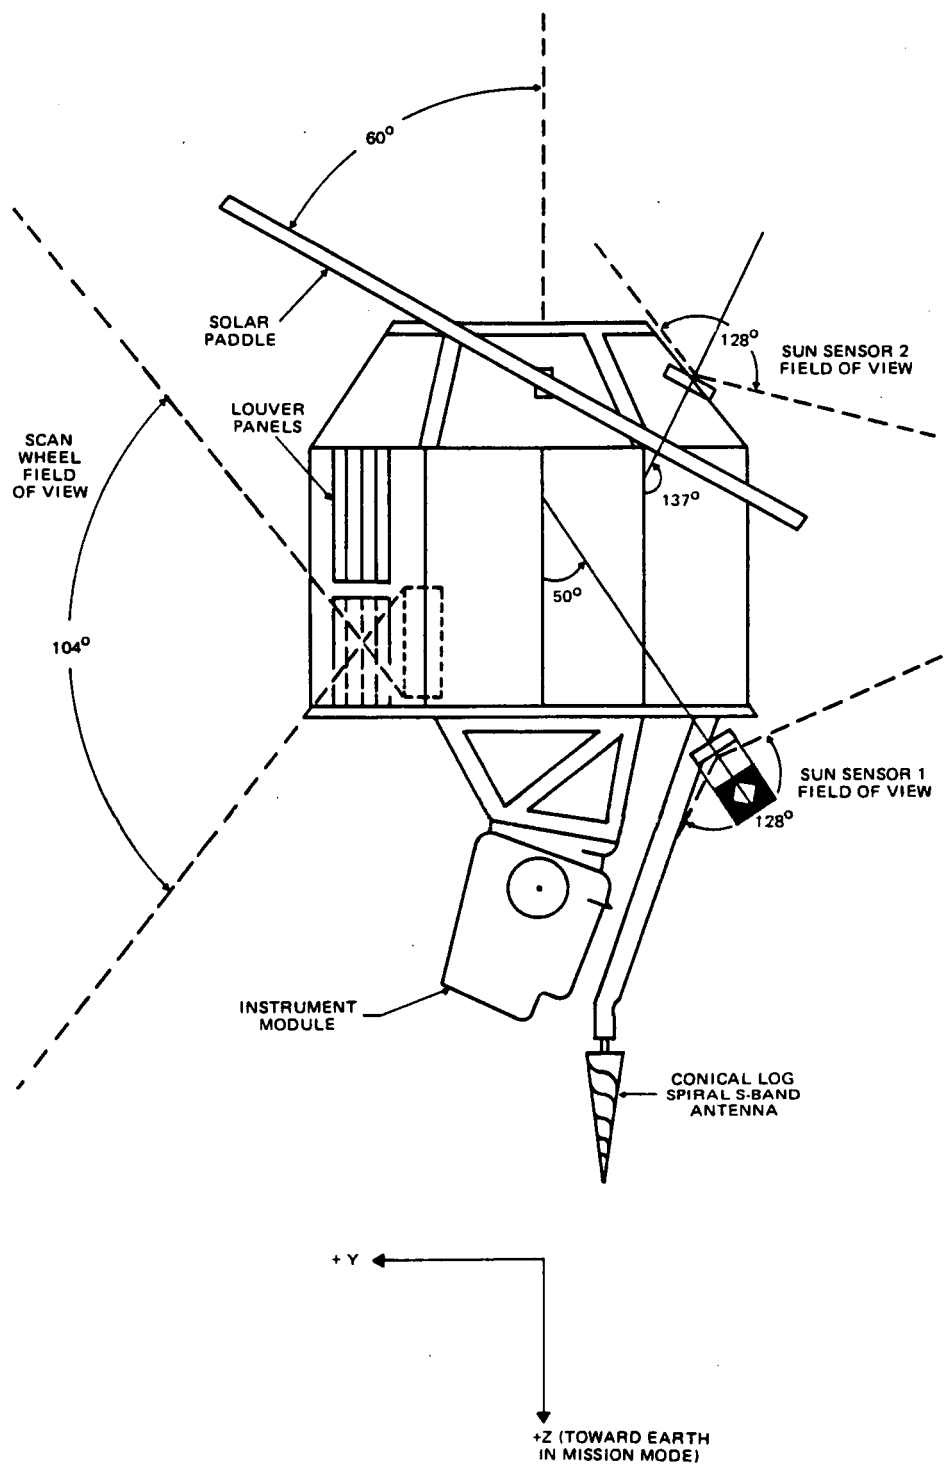 60°
SOLAR
PADDLE
128°
SUN SENSOR 2
FIELD OF VIEW
LOUVER
PANELS
SCAN
WHEEL
FIELD
OF VIEW
137°
50°
104°
SUN SENSOR 1
FIELD OF VIEW
128°
INSTRUMENT
MODULE
CONICAL LOG
SPIRAL S-BAND
ANTENNA
+ Y
+Z (TOWARD EARTH
IN MISSION MODE)